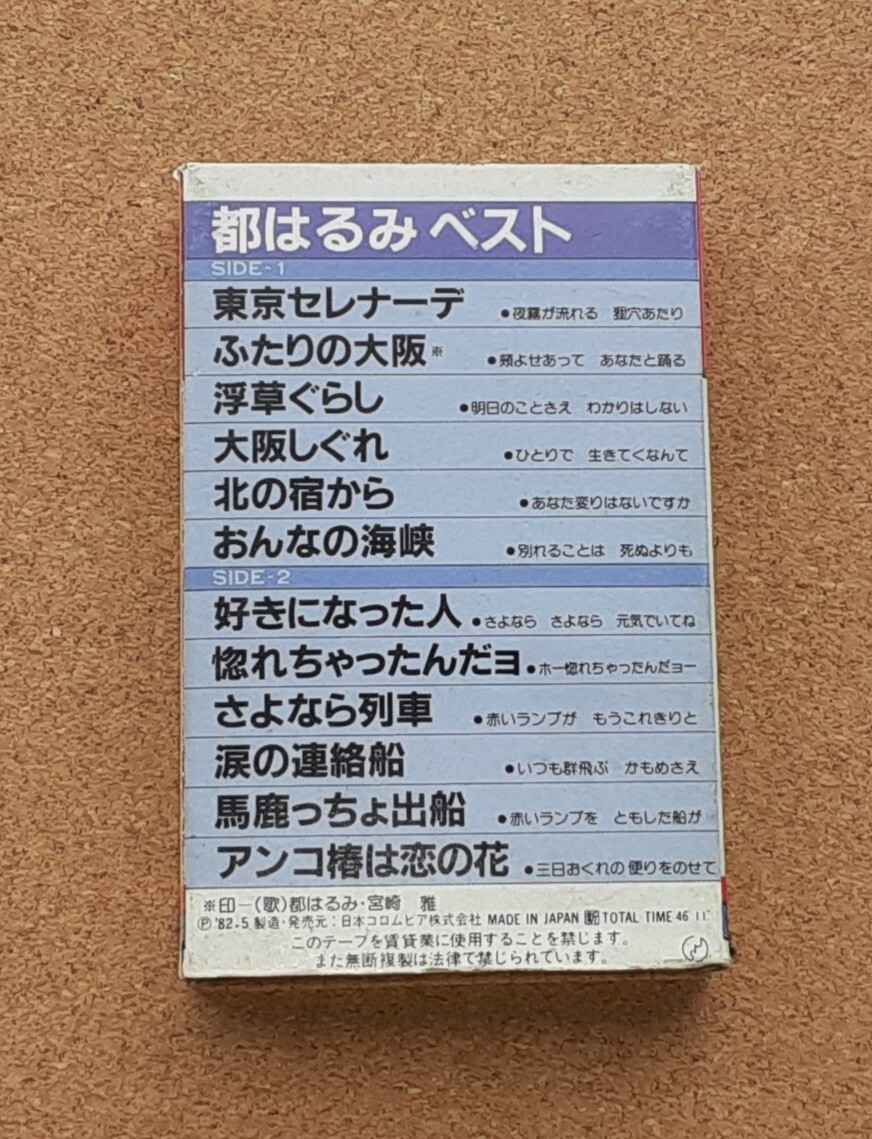 都はるみ ベスト
SIDE-1
東京セレナーデ ●夜霧が流れる 狸穴あたり
ふたりの大阪※ ●頬よせあって あなたと踊る
浮草ぐらし ●明日のことさえ わかりはしない
大阪しぐれ ●ひとりで 生きてくなんて
北の宿から ●あなた変りはないですか
おんなの海峡 ●別れることは 死ぬよりも
SIDE-2
好きになった人 ●さよなら さよなら 元気でいてね
惚れちゃったんだョ ●ホー惚れちゃったんだョー
さよなら列車 ●赤いランプが もうこれきりと
涙の連絡船 ●いつも群飛ぶ かもめさえ
馬鹿っちょ出船 ●赤いランプを ともした船が
アンコ椿は恋の花 ●三日おくれの便りをのせて
※印―(歌)都はるみ・宮崎 雅
Ⓟ'82-5 製造・発売元:日本コロムビア株式会社 MADE IN JAPAN TOTAL TIME 46'11"
このテープを賃貸業に使用することを禁じます。
また無断複製は法律で禁じられています。